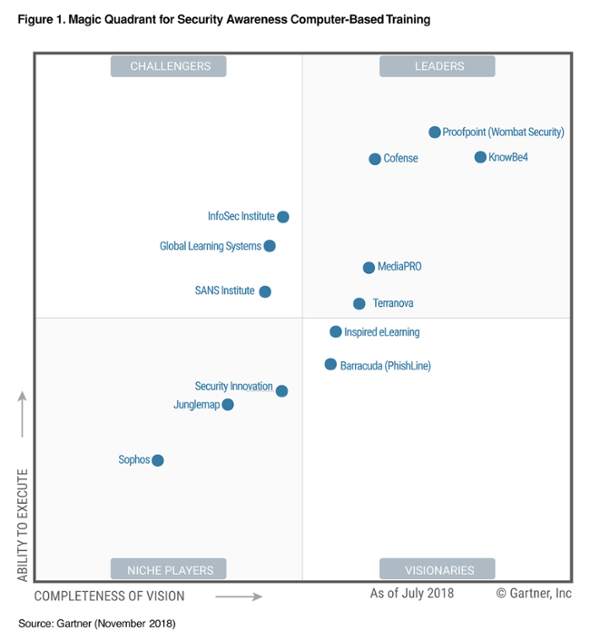 Figure 1. Magic Quadrant for Security Awareness Computer-Based Training
CHALLENGERS
LEADERS
Proofpoint (Wombat Security)
Cofense
KnowBe4
InfoSec Institute
Global Learning Systems
MediaPRO
SANS Institute
Terranova
Inspired eLearning
Barracuda (PhishLine)
Security Innovation
Junglemap
Sophos
ABILITY TO EXECUTE
NICHE PLAYERS
VISIONARIES
COMPLETENESS OF VISION
As of July 2018
© Gartner, Inc
Source: Gartner (November 2018)